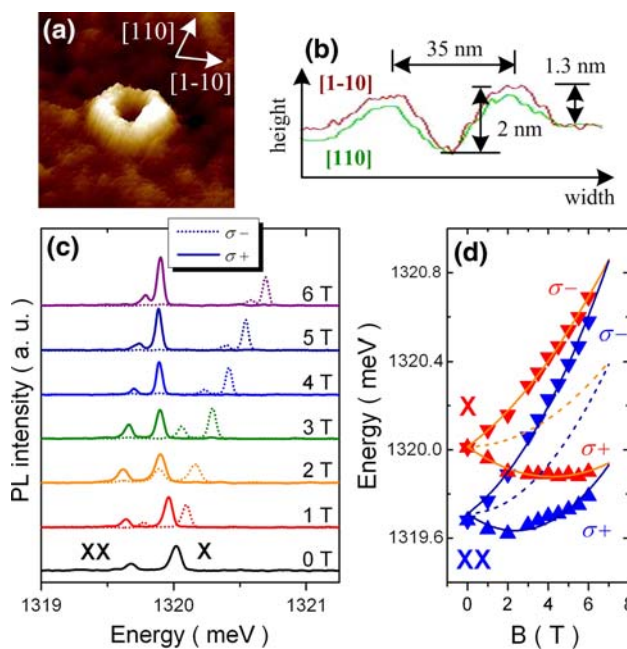 (a)
[110]
[1-10]
(b)
35 nm
1.3 nm
[1-10]
2 nm
[110]
height
width
(c)
σ−
σ+
6 T
5 T
4 T
3 T
2 T
1 T
0 T
XX
X
PL intensity ( a. u. )
1319
1320
1321
Energy ( meV )
(d)
1320.8
1320.4
1320.0
1319.6
Energy ( meV )
σ−
σ−
X
σ+
σ+
XX
0
2
4
6
B ( T )